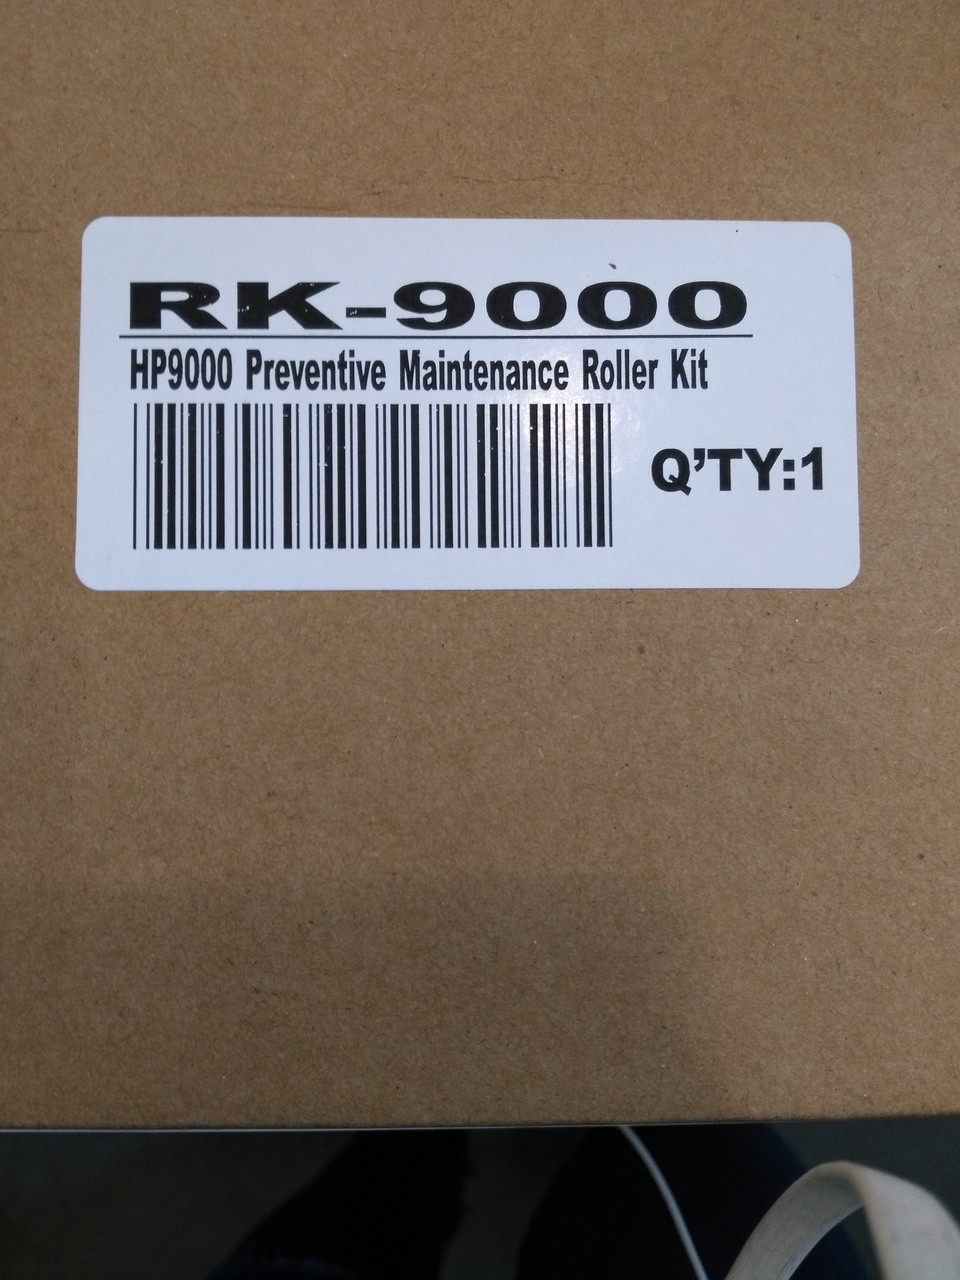 RK-9000
HP9000 Preventive Maintenance Roller Kit
Q'TY:1